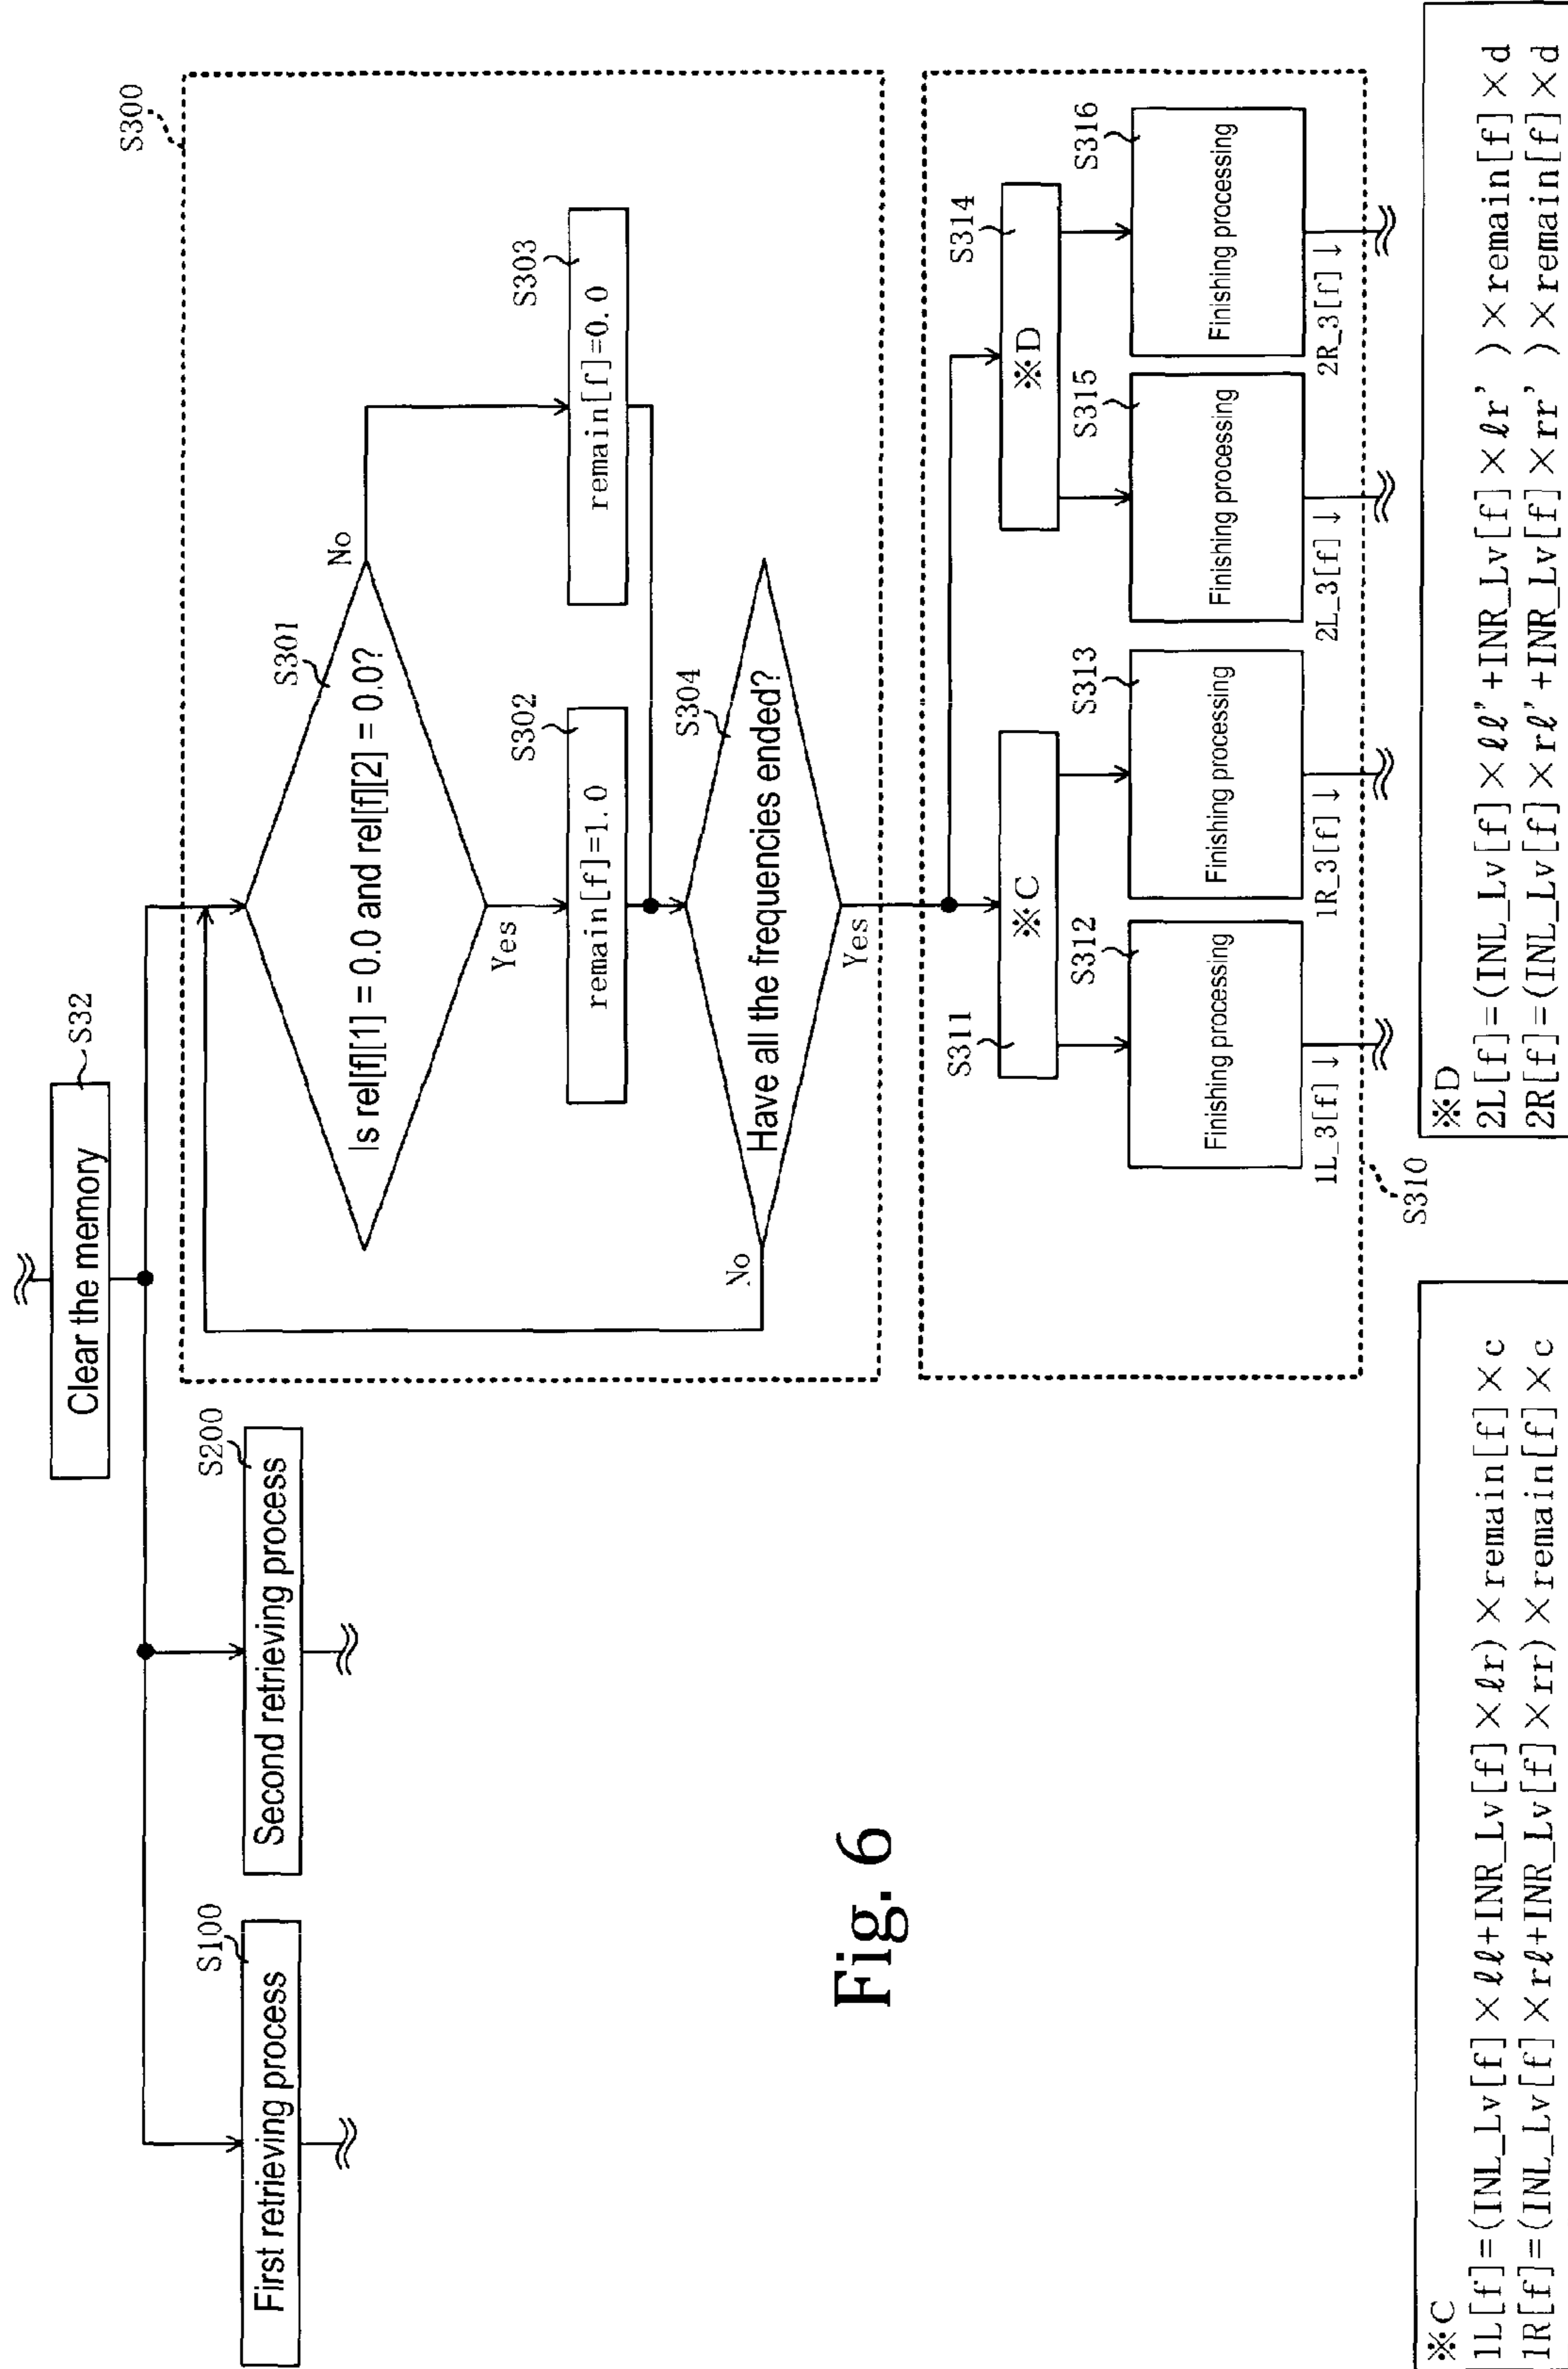 S32
Clear the memory
S100
First retrieving process
S200
Second retrieving process
S300
S301
Is rel[f][1] = 0.0 and rel[f][2] = 0.0?
No
Yes
S302
remain[f]=1.0
S303
remain[f]=0.0
S304
Have all the frequencies ended?
No
Yes
S311
※C
S314
※D
S312
Finishing processing
S313
Finishing processing
S315
Finishing processing
S316
Finishing processing
1L_3[f]↓
1R_3[f]↓
2L_3[f]↓
2R_3[f]↓
S310
Fig. 6
※C
1L[f]=(INL_Lv[f]×ℓℓ+INR_Lv[f]×ℓr)×remain[f]×c
1R[f]=(INL_Lv[f]×rℓ+INR_Lv[f]×rr)×remain[f]×c
※D
2L[f]=(INL_Lv[f]×ℓℓ'+INR_Lv[f]×ℓr')×remain[f]×d
2R[f]=(INL_Lv[f]×rℓ'+INR_Lv[f]×rr')×remain[f]×d